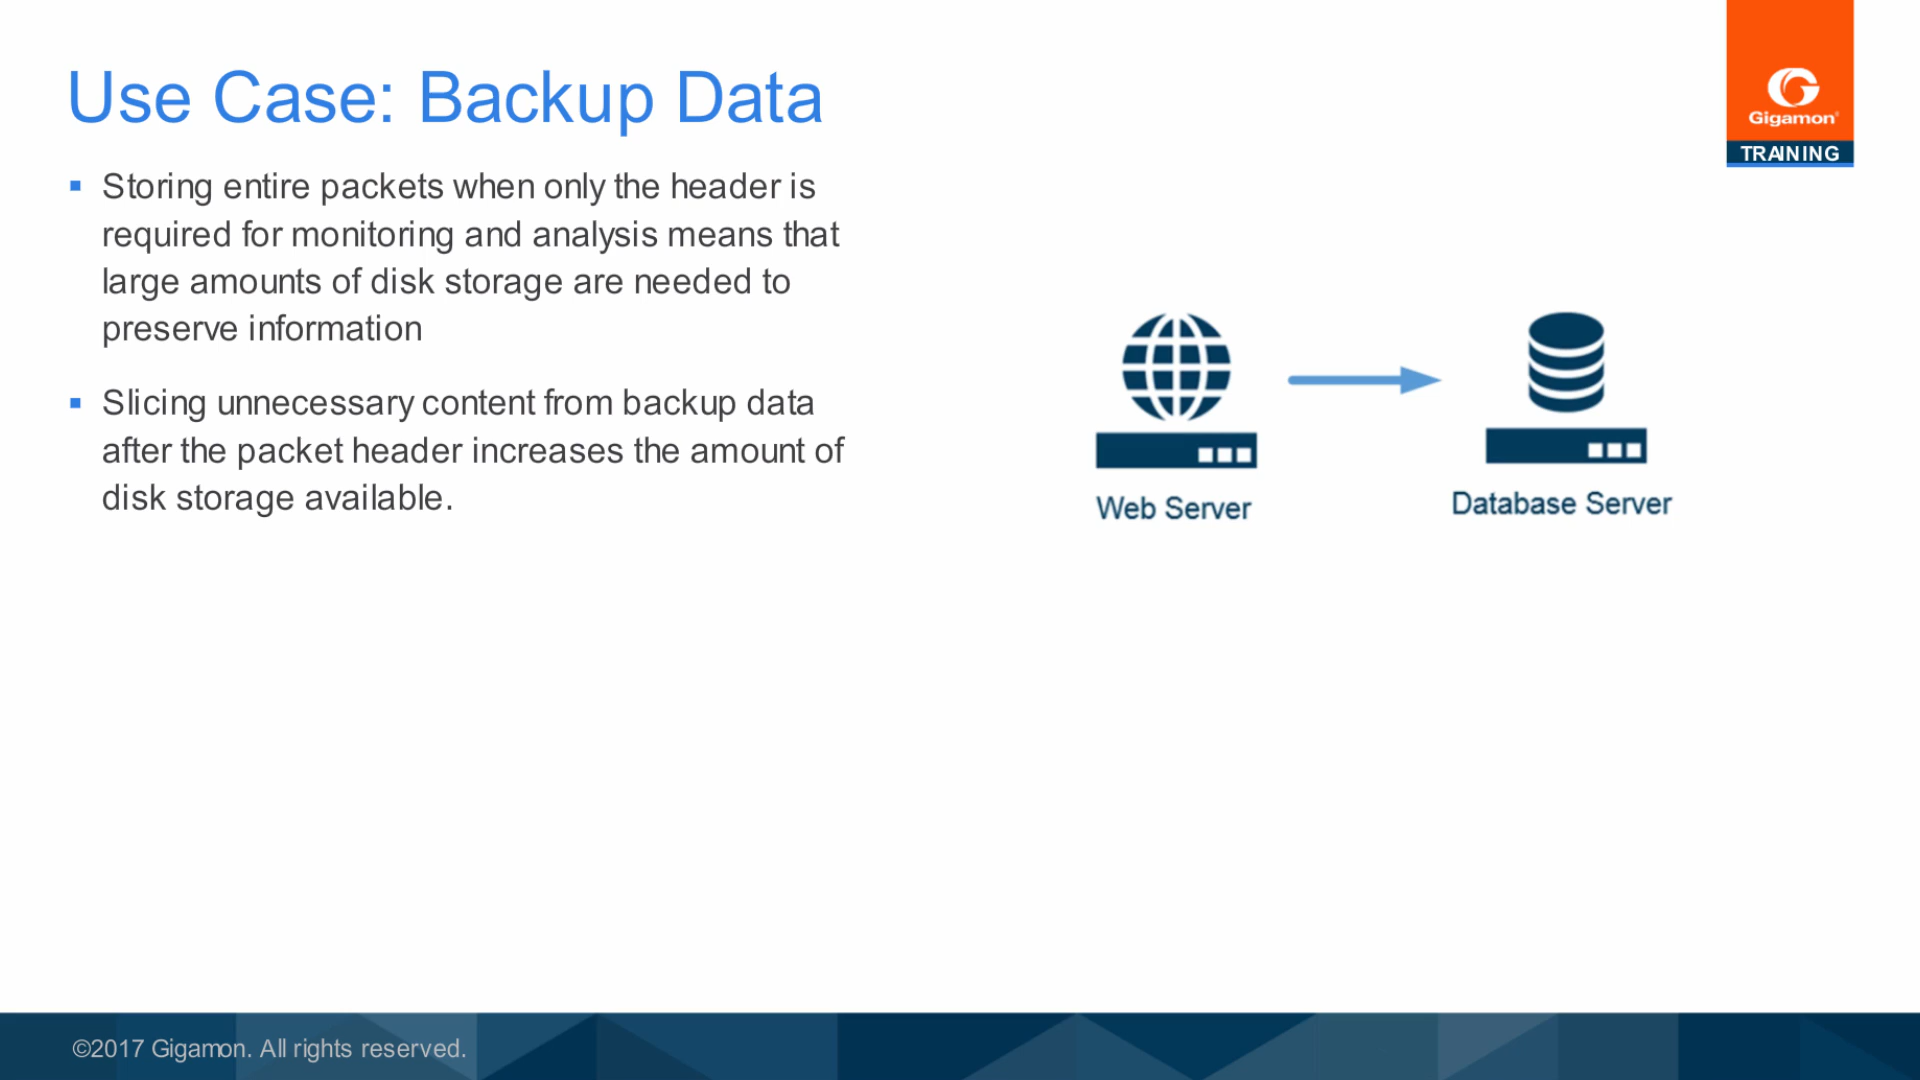 Use Case: Backup Data
Gigamon®
TRAINING
▪ Storing entire packets when only the header is
required for monitoring and analysis means that
large amounts of disk storage are needed to
preserve information
▪ Slicing unnecessary content from backup data
after the packet header increases the amount of
disk storage available.
Web Server
Database Server
©2017 Gigamon. All rights reserved.